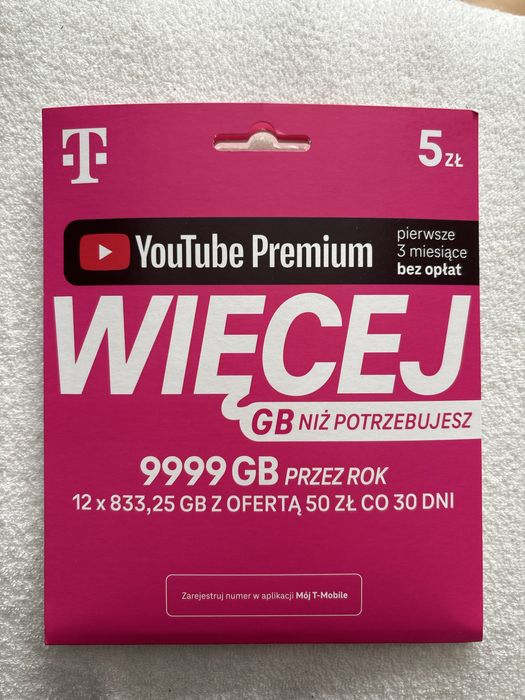 T
5 ZŁ
YouTube Premium
pierwsze
3 miesiące
bez opłat
WIĘCEJ
GB NIŻ POTRZEBUJESZ
9999 GB PRZEZ ROK
12 x 833,25 GB Z OFERTĄ 50 ZŁ CO 30 DNI
Zarejestruj numer w aplikacji Mój T-Mobile